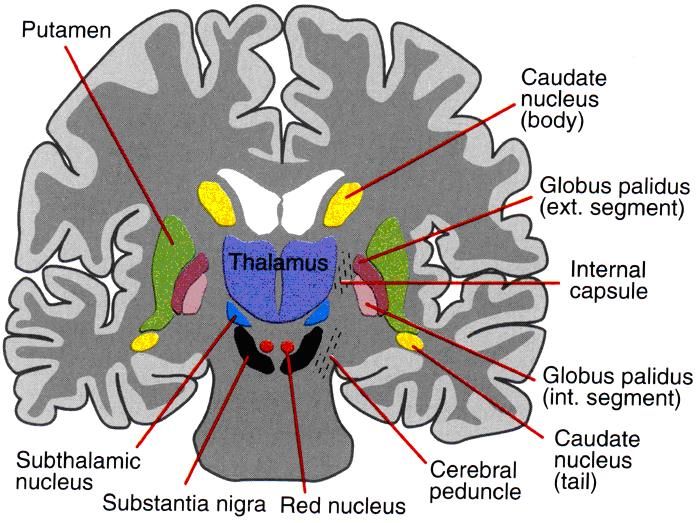 Putamen
Caudate
nucleus
(body)
Globus palidus
(ext. segment)
Thalamus
Internal
capsule
Globus palidus
(int. segment)
Caudate
nucleus
(tail)
Cerebral
peduncle
Subthalamic
nucleus
Substantia nigra
Red nucleus